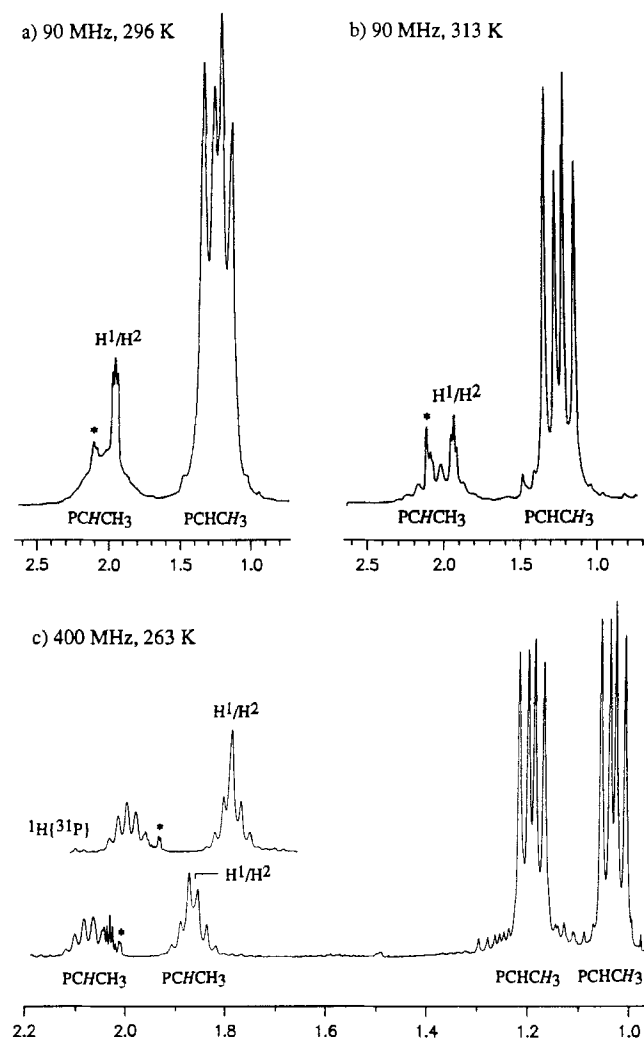 a) 90 MHz, 296 K
b) 90 MHz, 313 K
H1/H2
*
PCHCH3 PCHCH3
2.5 2.0 1.5 1.0
H1/H2
*
PCHCH3 PCHCH3
2.5 2.0 1.5 1.0
c) 400 MHz, 263 K
H1/H2
1H{31P}
*
H1/H2
*
PCHCH3 PCHCH3 PCHCH3 PCHCH3
2.2 2.0 1.8 1.6 1.4 1.2 1.0